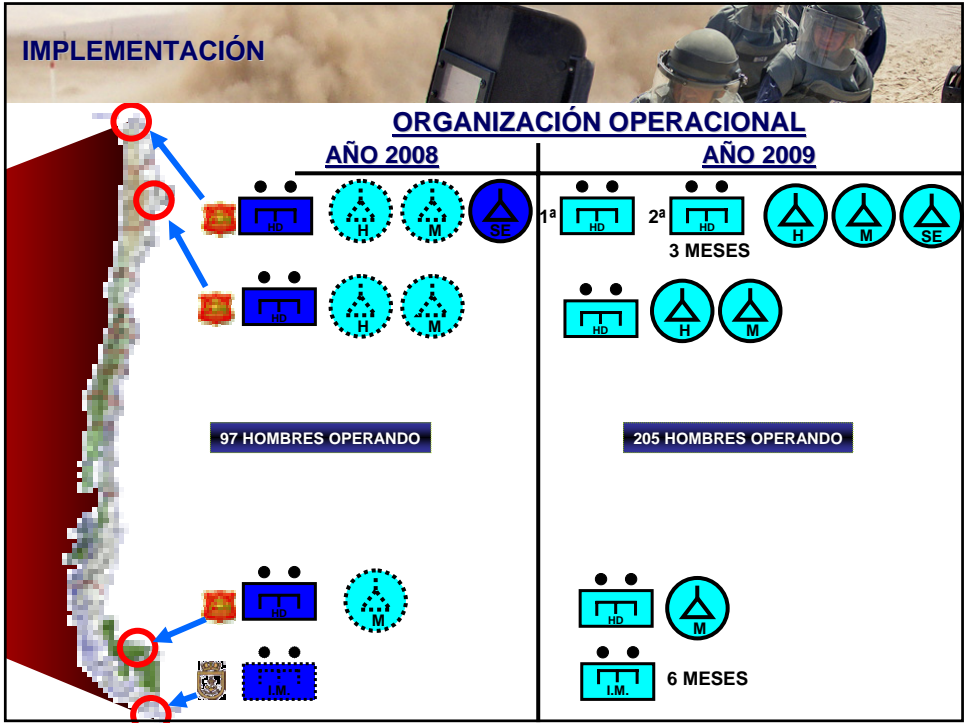 IMPLEMENTACIÓN
ORGANIZACIÓN OPERACIONAL
AÑO 2008
AÑO 2009
HD H M SE
1ª HD 2ª HD H M SE
3 MESES
HD H M
HD H M
97 HOMBRES OPERANDO
205 HOMBRES OPERANDO
HD M
HD M
I.M.
I.M. 6 MESES